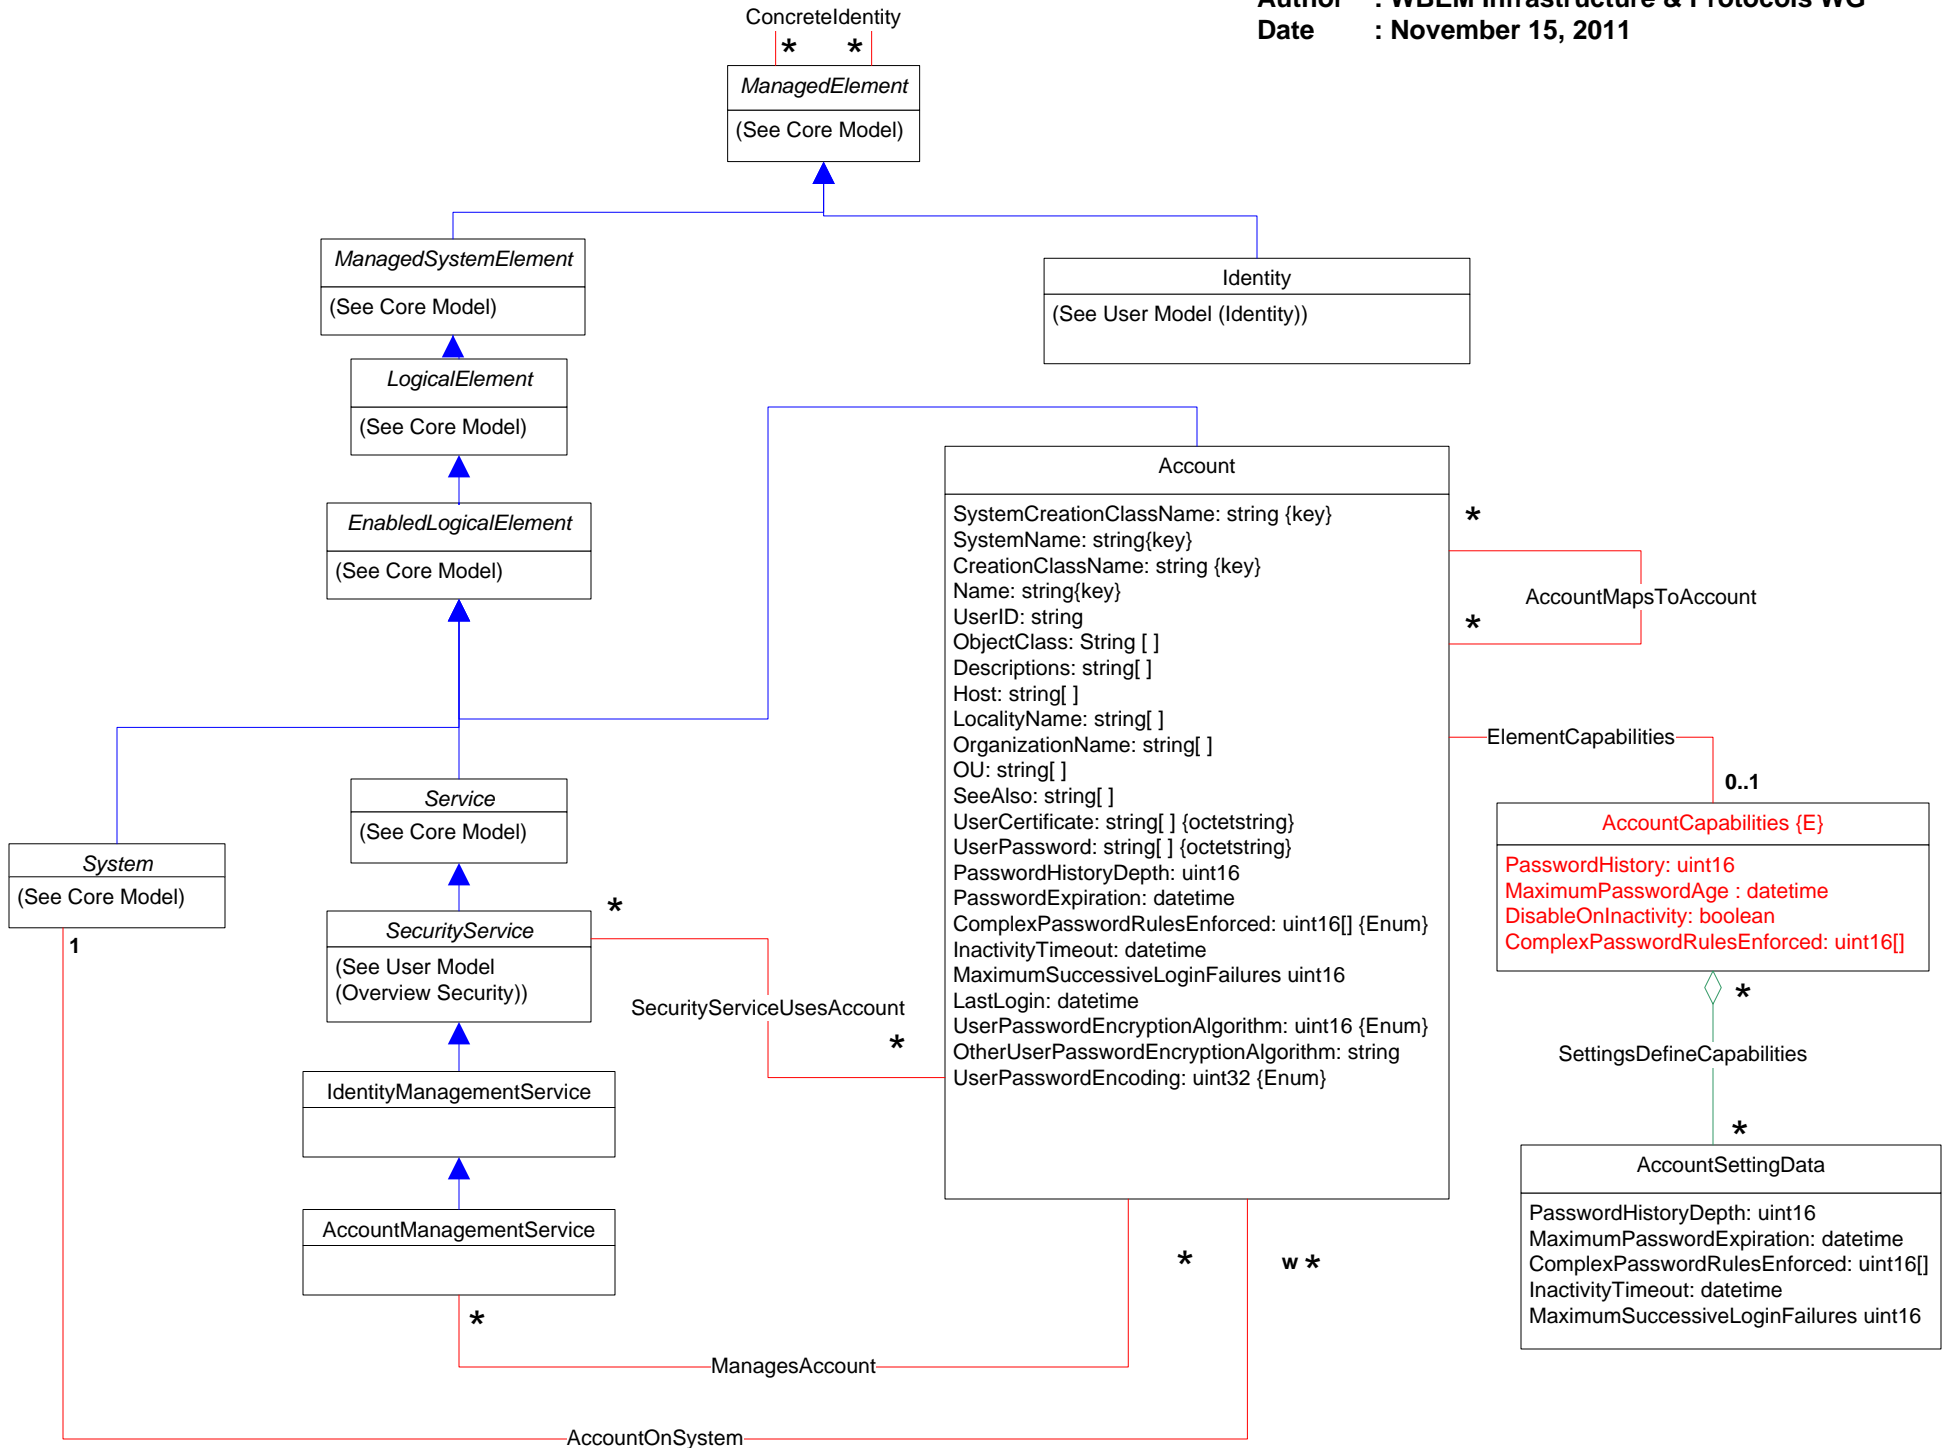 Author : WBEM Infrastructure & Protocols WG
Date : November 15, 2011
ConcreteIdentity
* *
ManagedElement
(See Core Model)
ManagedSystemElement
(See Core Model)
Identity
(See User Model (Identity))
LogicalElement
(See Core Model)
EnabledLogicalElement
(See Core Model)
Account
SystemCreationClassName: string {key}
SystemName: string{key}
CreationClassName: string {key}
Name: string{key}
UserID: string
ObjectClass: String [ ]
Descriptions: string[ ]
Host: string[ ]
LocalityName: string[ ]
OrganizationName: string[ ]
OU: string[ ]
SeeAlso: string[ ]
UserCertificate: string[ ] {octetstring}
UserPassword: string[ ] {octetstring}
PasswordHistoryDepth: uint16
PasswordExpiration: datetime
ComplexPasswordRulesEnforced: uint16[] {Enum}
InactivityTimeout: datetime
MaximumSuccessiveLoginFailures uint16
LastLogin: datetime
UserPasswordEncryptionAlgorithm: uint16 {Enum}
OtherUserPasswordEncryptionAlgorithm: string
UserPasswordEncoding: uint32 {Enum}
*
AccountMapsToAccount
*
ElementCapabilities
0..1
AccountCapabilities {E}
PasswordHistory: uint16
MaximumPasswordAge : datetime
DisableOnInactivity: boolean
ComplexPasswordRulesEnforced: uint16[]
*
SettingsDefineCapabilities
*
AccountSettingData
PasswordHistoryDepth: uint16
MaximumPasswordExpiration: datetime
ComplexPasswordRulesEnforced: uint16[]
InactivityTimeout: datetime
MaximumSuccessiveLoginFailures uint16
Service
(See Core Model)
System
(See Core Model)
1
SecurityService
(See User Model
(Overview Security))
*
SecurityServiceUsesAccount
*
IdentityManagementService
AccountManagementService
*
ManagesAccount
*
w *
AccountOnSystem